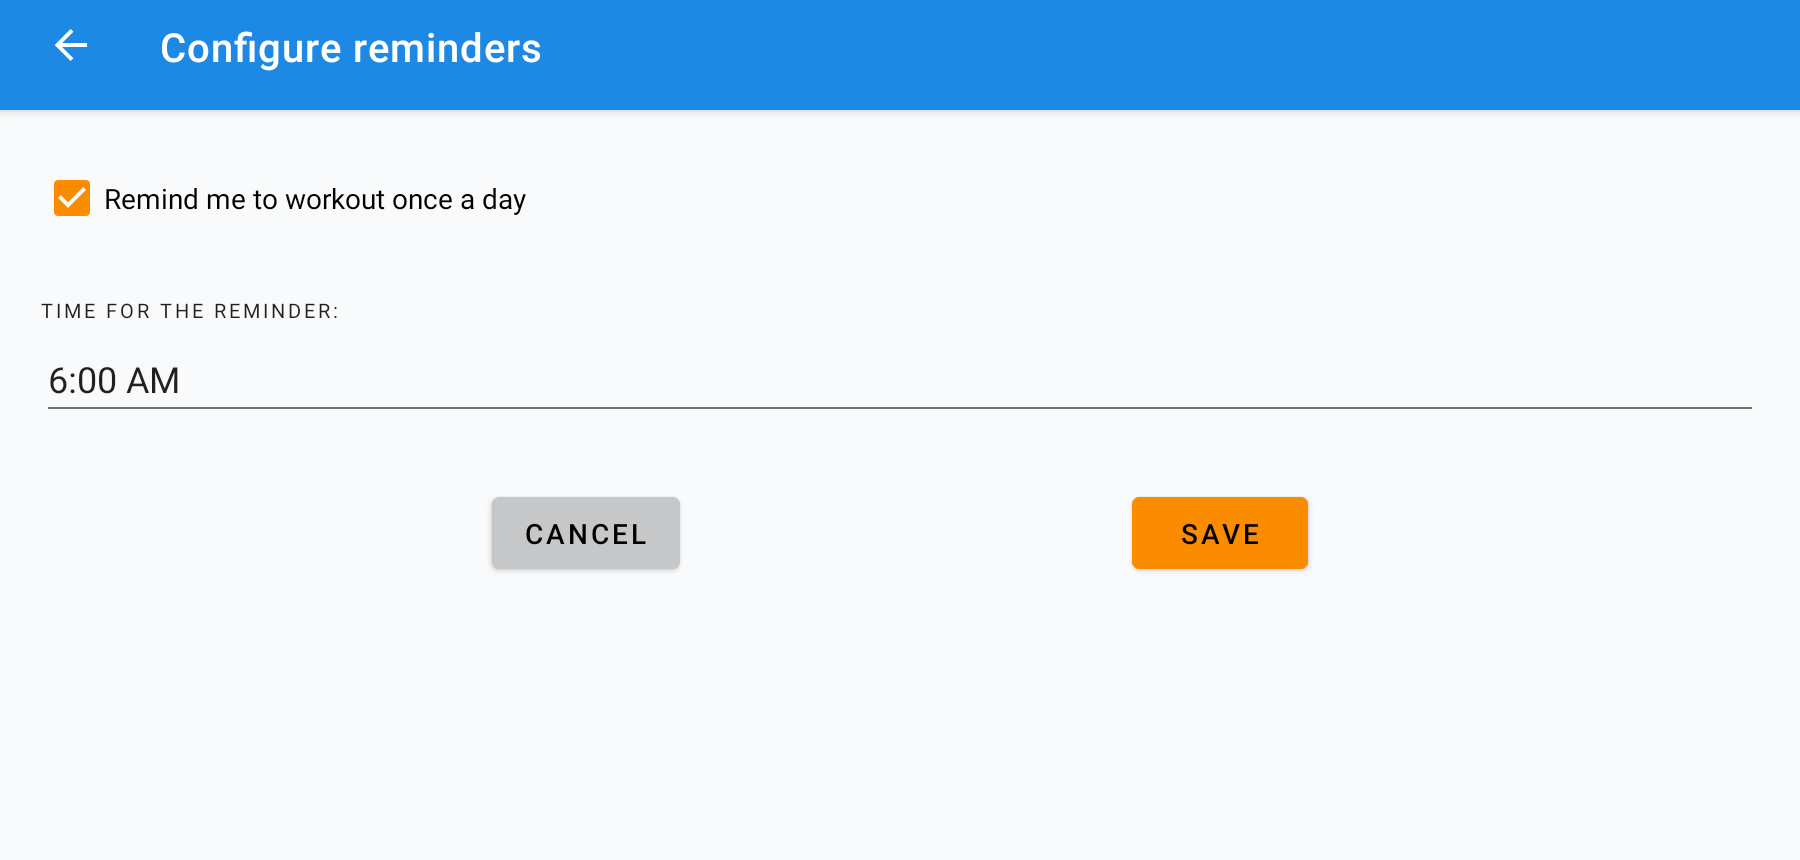 Configure reminders
Remind me to workout once a day
TIME FOR THE REMINDER:
6:00 AM
CANCEL
SAVE